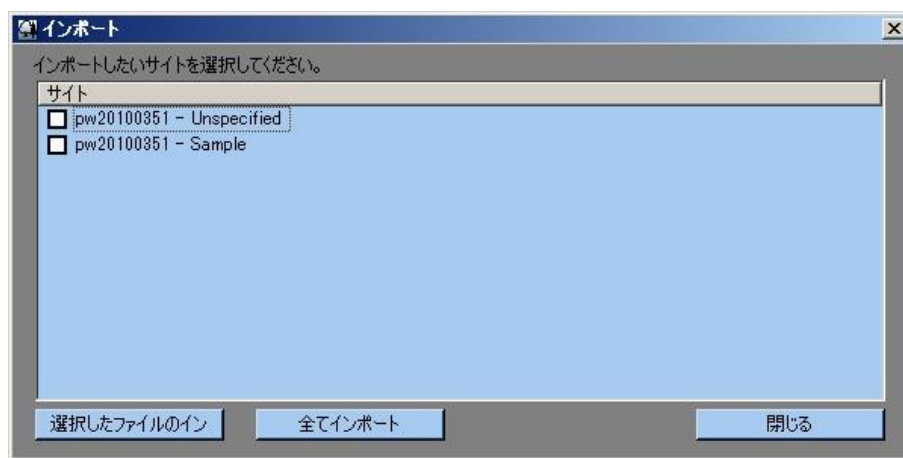 インポート
インポートしたいサイトを選択してください。
サイト
pw20100351 - Unspecified
pw20100351 - Sample
選択したファイルのイン
全てインポート
閉じる